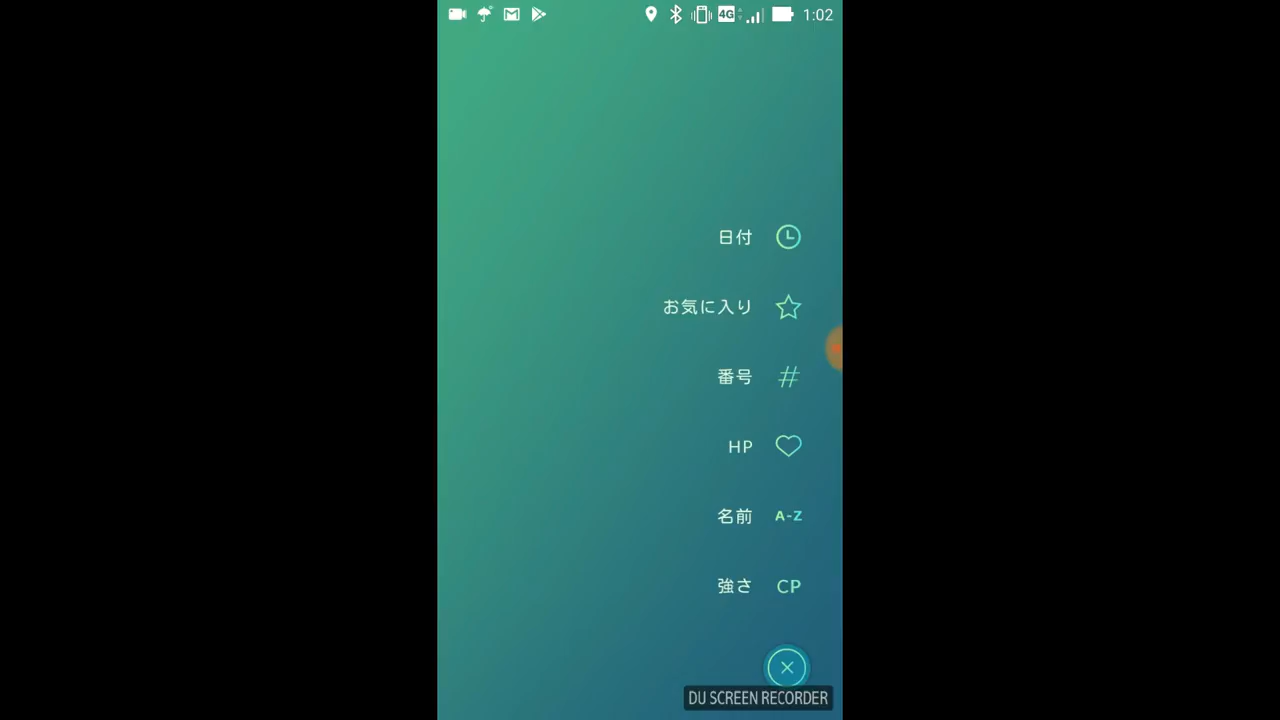 4G 1:02
日付
お気に入り
番号 #
HP
名前 A-Z
強さ CP
DU SCREEN RECORDER